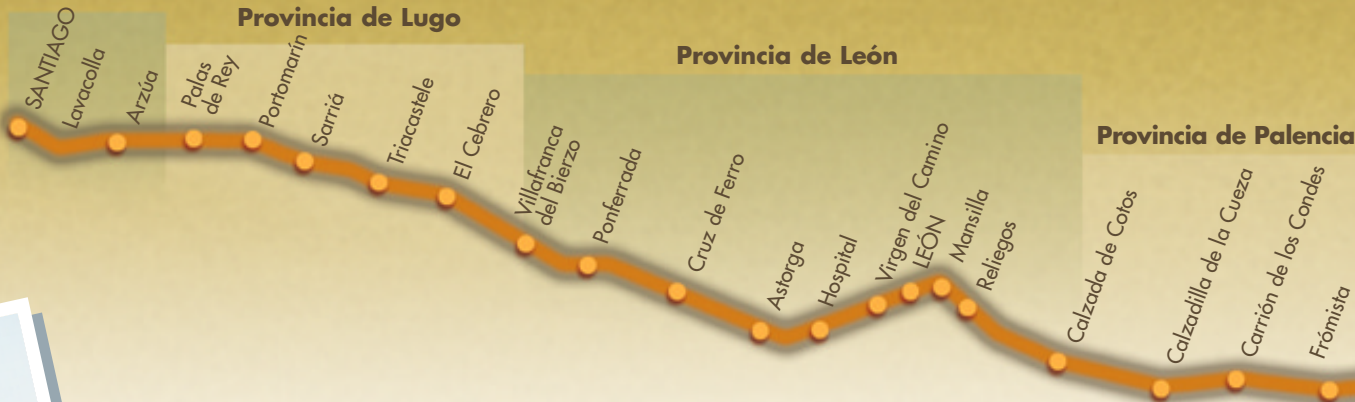 Provincia de Lugo
Provincia de León
Provincia de Palencia
SANTIAGO
Lavacolla
Arzúa
Palas
de Rey
Portomarín
Sarriá
Triacastele
El Cebrero
Villafranca
del Bierzo
Ponferrada
Cruz de Ferro
Astorga
Hospital
Virgen del Camino
LEÓN
Mansilla
Reliegos
Calzada de Cotos
Calzadilla de la Cueza
Carrión de los Condes
Frómista